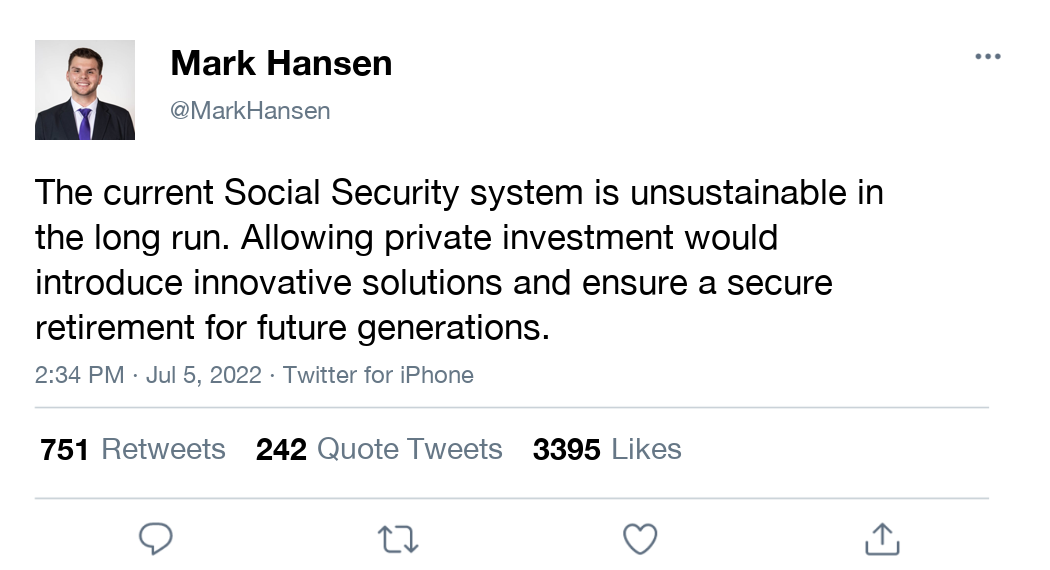 Mark Hansen
@MarkHansen
The current Social Security system is unsustainable in
the long run. Allowing private investment would
introduce innovative solutions and ensure a secure
retirement for future generations.
2:34 PM · Jul 5, 2022 · Twitter for iPhone
751 Retweets 242 Quote Tweets 3395 Likes